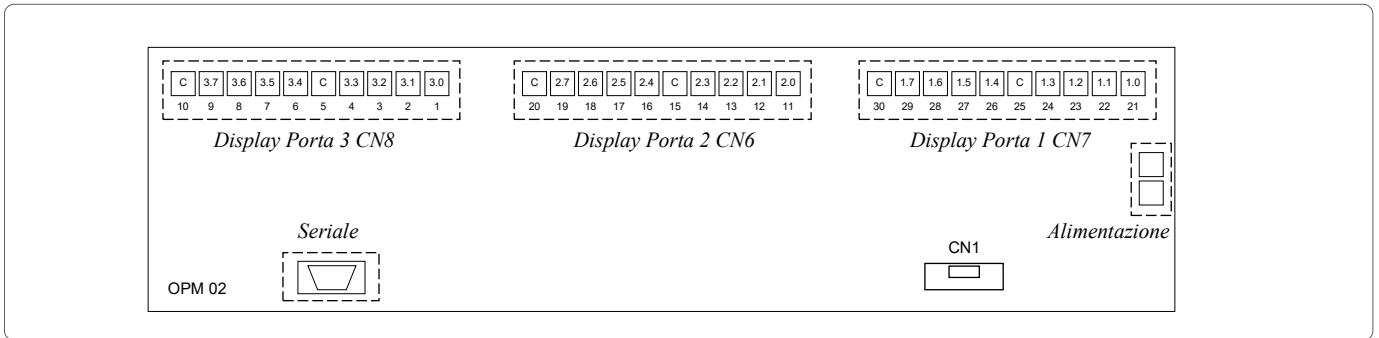 C 3.7 3.6 3.5 3.4 C 3.3 3.2 3.1 3.0
10 9 8 7 6 5 4 3 2 1
Display Porta 3 CN8
C 2.7 2.6 2.5 2.4 C 2.3 2.2 2.1 2.0
20 19 18 17 16 15 14 13 12 11
Display Porta 2 CN6
C 1.7 1.6 1.5 1.4 C 1.3 1.2 1.1 1.0
30 29 28 27 26 25 24 23 22 21
Display Porta 1 CN7
Seriale
Alimentazione
CN1
OPM 02